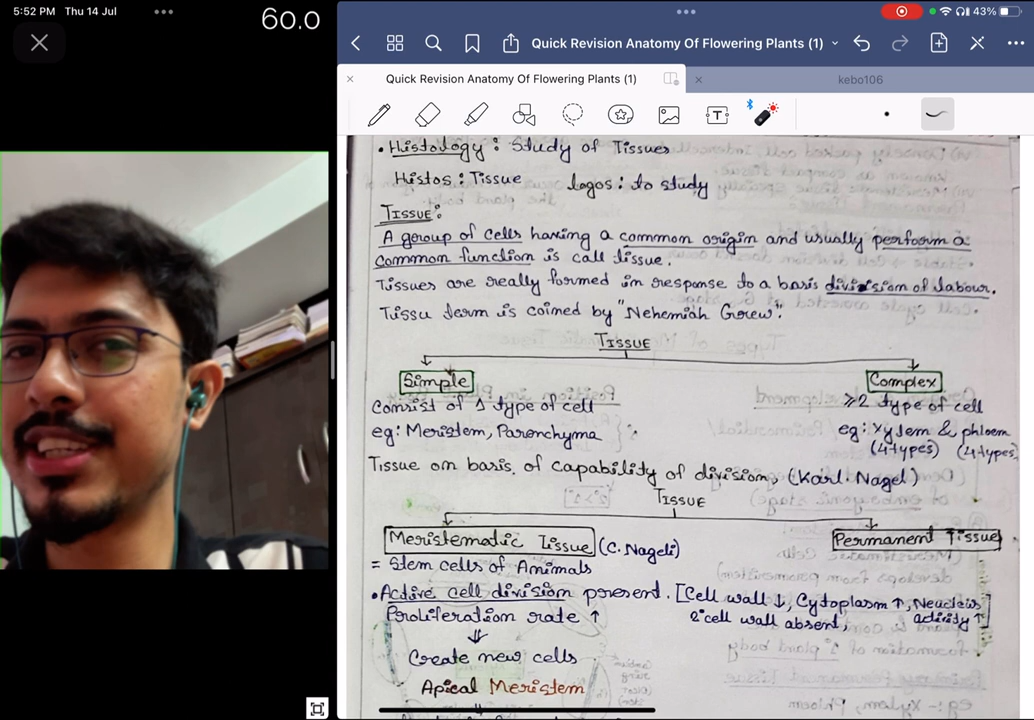 5:52 PM Thu 14 Jul
60.0
43%
Quick Revision Anatomy Of Flowering Plants (1)
Quick Revision Anatomy Of Flowering Plants (1)
kebo106
T
• Histology : Study of Tissues
Histos : Tissue logos : to study
TISSUE :
A group of cells having a common origin and usually perfoorm a
common function is call tissue.
Tissues are really formed in response to a basis division of labour.
Tissu term is coined by "Nehemiah Grew".
TISSUE
Simple
Complex
Consist of 1 type of cell
⩾2 type of cell
eg: Meristem, Parenchyma
eg: Xylem & phloem
(4 types) (4 types)
Tissue on basis of capability of division, (Karl. Nagel)
TISSUE
Meristematic Tissue (C. Nageli)
Permanent Tissue
= Stem cells of Animals
• Active cell division present. [Cell wall ↓, Cytoplasm ↑, Neucleus activity ↑]
Proliferation rate ↑ 2° cell wall absent,
Create new cells
Apical Meristem